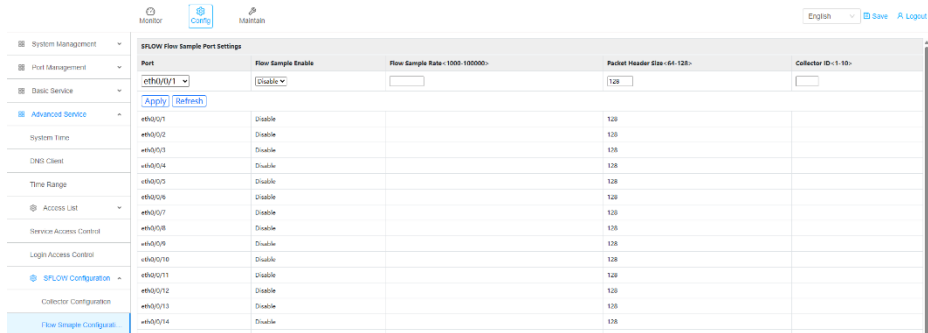 Monitor
Config
Maintain
English
Save
Logout
System Management
Port Management
Basic Service
Advanced Service
System Time
DNS Client
Time Range
Access List
Service Access Control
Login Access Control
SFLOW Configuration
Collector Configuration
Flow Smaple Configurati...
SFLOW Flow Sample Port Settings
Port Flow Sample Enable Flow Sample Rate<1000-100000> Packet Header Size<64-128> Collector ID<1-10>
eth0/0/1 Disable 128
Apply Refresh
eth0/0/1 Disable 128
eth0/0/2 Disable 128
eth0/0/3 Disable 128
eth0/0/4 Disable 128
eth0/0/5 Disable 128
eth0/0/6 Disable 128
eth0/0/7 Disable 128
eth0/0/8 Disable 128
eth0/0/9 Disable 128
eth0/0/10 Disable 128
eth0/0/11 Disable 128
eth0/0/12 Disable 128
eth0/0/13 Disable 128
eth0/0/14 Disable 128